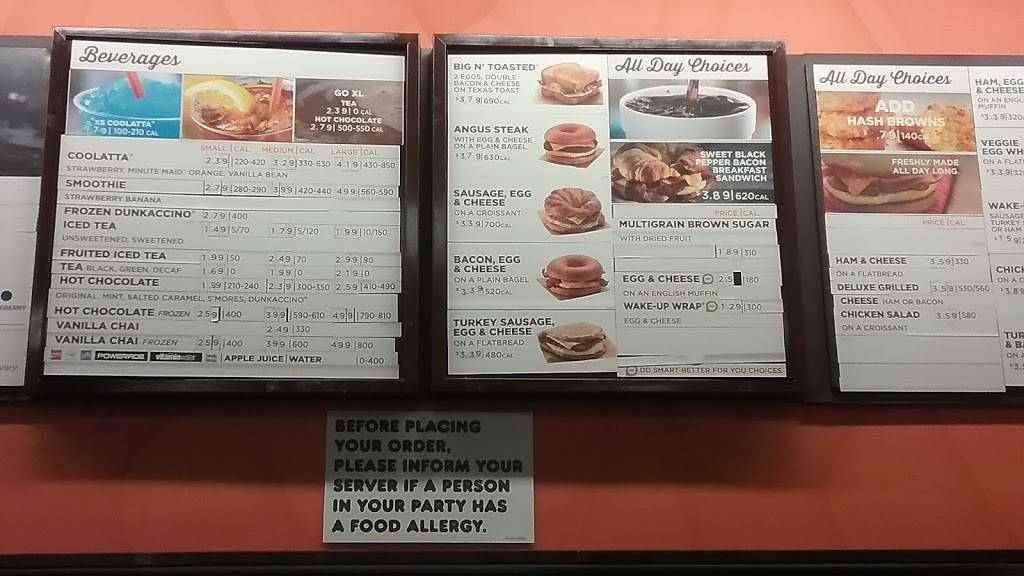 Beverages
XS COOLATTA®
7 9 | 100-210 CAL
GO XL
TEA
2.3 9 | 0 CAL
HOT CHOCOLATE
2.7 9 | 500-550 CAL
SMALL | CAL MEDIUM | CAL LARGE | CAL
COOLATTA® 2 3 9 | 220-420 3 2 9 | 330-630 4 1 9 | 430-850
STRAWBERRY, MINUTE MAID® ORANGE, VANILLA BEAN
SMOOTHIE 2 7 9 | 280-290 3 9 9 | 420-440 4 9 9 | 560-590
STRAWBERRY BANANA
FROZEN DUNKACCINO® 2 7 9 | 400
ICED TEA 1 4 9 | 5/70 1 7 9 | 5/120 1 9 9 | 10/150
UNSWEETENED, SWEETENED
FRUITED ICED TEA 1 9 9 | 50 2 4 9 | 70 2 9 9 | 90
TEA BLACK, GREEN, DECAF 1 6 9 | 0 1 9 9 | 0 2 1 9 | 0
HOT CHOCOLATE 1 9 9 | 210-240 2 3 9 | 300-350 2 5 9 | 410-490
ORIGINAL, MINT, SALTED CARAMEL, S'MORES, DUNKACCINO®
HOT CHOCOLATE FROZEN 2 5 9 | 400 3 9 9 | 590-610 4 9 9 | 790-810
VANILLA CHAI 2 4 9 | 330
VANILLA CHAI FROZEN 2 5 9 | 400 3 9 9 | 600 4 9 9 | 800
POWERADE vitaminwater APPLE JUICE | WATER | 0-400
BIG N' TOASTED®
2 EGGS, DOUBLE
BACON & CHEESE
ON TEXAS TOAST
$3.7 9 | 690 CAL
ANGUS STEAK
WITH EGG & CHEESE
ON A PLAIN BAGEL
$3.7 9 | 630 CAL
SAUSAGE, EGG
& CHEESE
ON A CROISSANT
$3.3 9 | 700 CAL
BACON, EGG
& CHEESE
ON A PLAIN BAGEL
$3.3 9 | 520 CAL
TURKEY SAUSAGE,
EGG & CHEESE
ON A FLATBREAD
$3.3 9 | 480 CAL
All Day Choices
SWEET BLACK
PEPPER BACON
BREAKFAST
SANDWICH
3.8 9 | 620 CAL
PRICE | CAL
MULTIGRAIN BROWN SUGAR
WITH DRIED FRUIT
1 8 9 | 310
EGG & CHEESE 2 5 | 180
ON AN ENGLISH MUFFIN
WAKE-UP WRAP® 1 2 9 | 300
EGG & CHEESE
DD SMART-BETTER FOR YOU CHOICES
All Day Choices
ADD
HASH BROWNS
7 9 | 140 CAL
FRESHLY MADE
ALL DAY LONG
PRICE | CAL
HAM & CHEESE 3 5 9 | 330
ON A FLATBREAD
DELUXE GRILLED 3 5 9 | 530/560
CHEESE HAM OR BACON
CHICKEN SALAD 3 5 9 | 580
ON A CROISSANT
HAM, EGG
& CHEESE
ON AN ENGL
MUFFIN
$3.3 9 | 320
VEGGIE
EGG WH
& CHEES
ON A FLAT
$3.3 9 | 32
WAKE-
SAUSAG
TURKEY
OR HAM
CHICK
BEFORE PLACING
YOUR ORDER,
PLEASE INFORM YOUR
SERVER IF A PERSON
IN YOUR PARTY HAS
A FOOD ALLERGY.